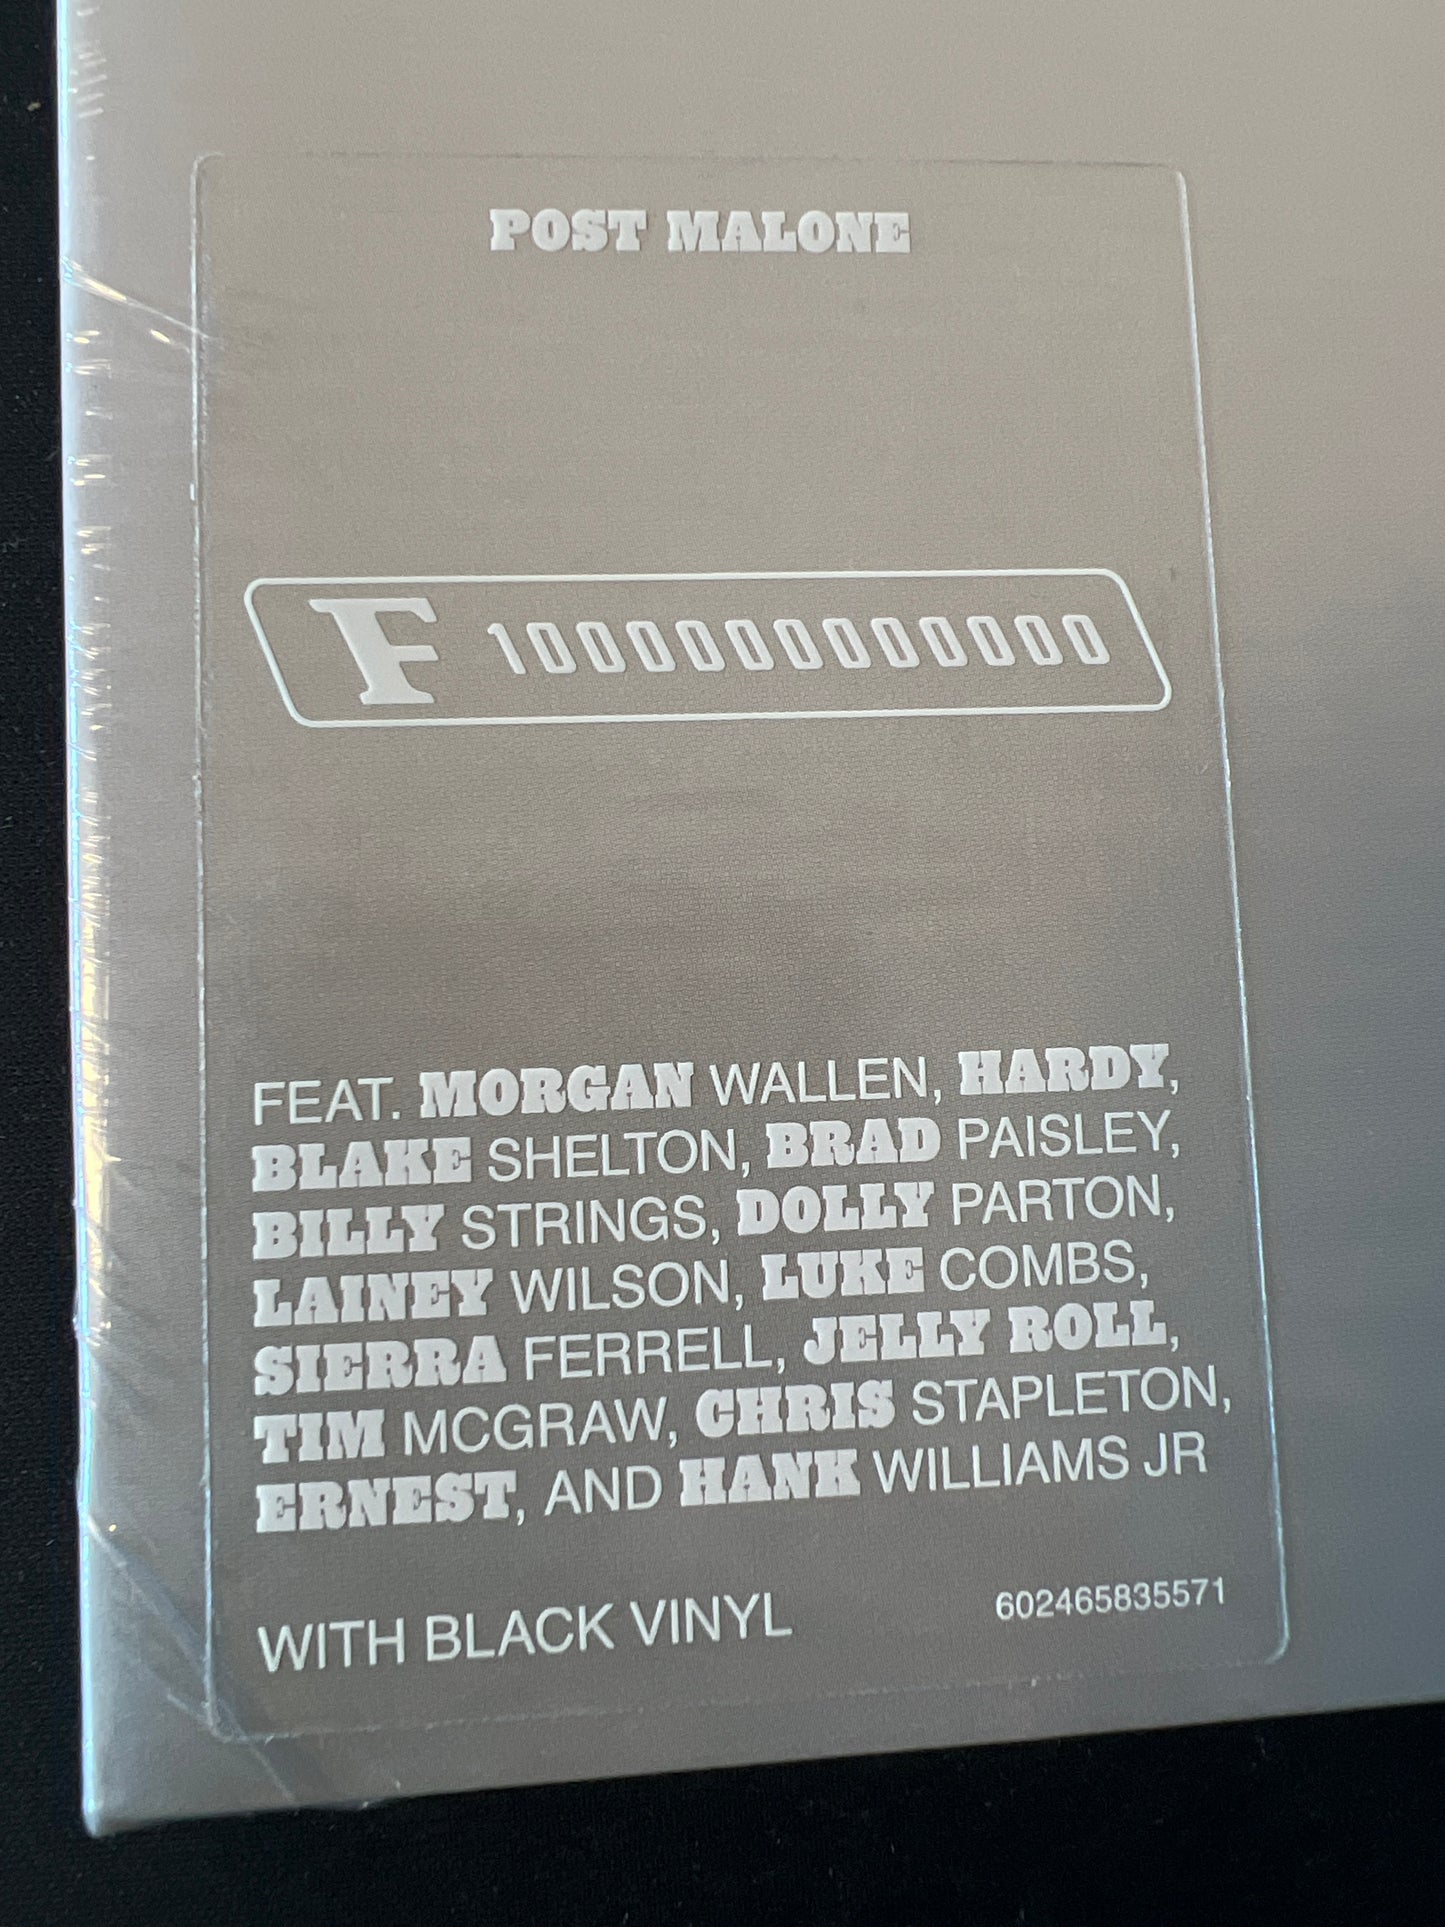 POST MALONE
F 1000000000000
FEAT. MORGAN WALLEN, HARDY,
BLAKE SHELTON, BRAD PAISLEY,
BILLY STRINGS, DOLLY PARTON,
LAINEY WILSON, LUKE COMBS,
SIERRA FERRELL, JELLY ROLL,
TIM MCGRAW, CHRIS STAPLETON,
ERNEST, AND HANK WILLIAMS JR
WITH BLACK VINYL
602465835571